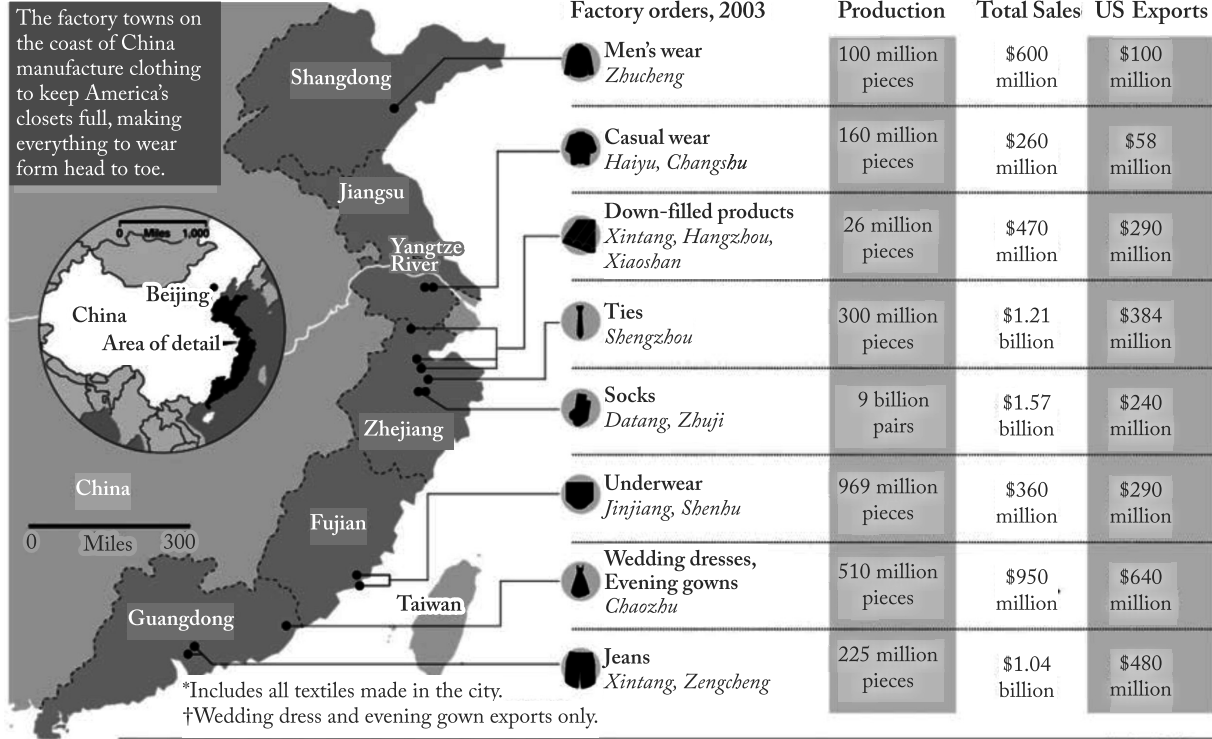 The factory towns on
the coast of China
manufacture clothing
to keep America's
closets full, making
everything to wear
form head to toe.
Shangdong
Jiangsu
Yangtze
River
0 Miles 1,000
Beijing
China
Area of detail
Zhejiang
China
0 Miles 300
Fujian
Taiwan
Guangdong
*Includes all textiles made in the city.
†Wedding dress and evening gown exports only.
Factory orders, 2003 Production Total Sales US Exports
Men's wear
Zhucheng
100 million
pieces
$600
million
$100
million
Casual wear
Haiyu, Changshu
160 million
pieces
$260
million
$58
million
Down-filled products
Xintang, Hangzhou,
Xiaoshan
26 million
pieces
$470
million
$290
million
Ties
Shengzhou
300 million
pieces
$1.21
billion
$384
million
Socks
Datang, Zhuji
9 billion
pairs
$1.57
billion
$240
million
Underwear
Jinjiang, Shenhu
969 million
pieces
$360
million
$290
million
Wedding dresses,
Evening gowns
Chaozhu
510 million
pieces
$950
million
$640
million
Jeans
Xintang, Zengcheng
225 million
pieces
$1.04
billion
$480
million